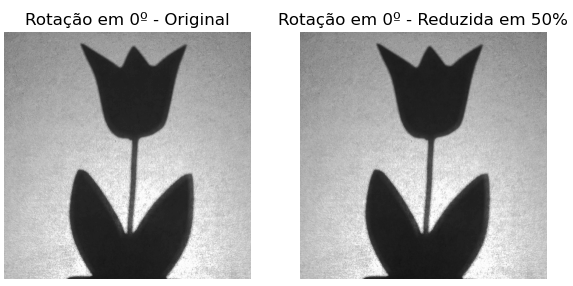 Rotação em 0º - Original
Rotação em 0º - Reduzida em 50%